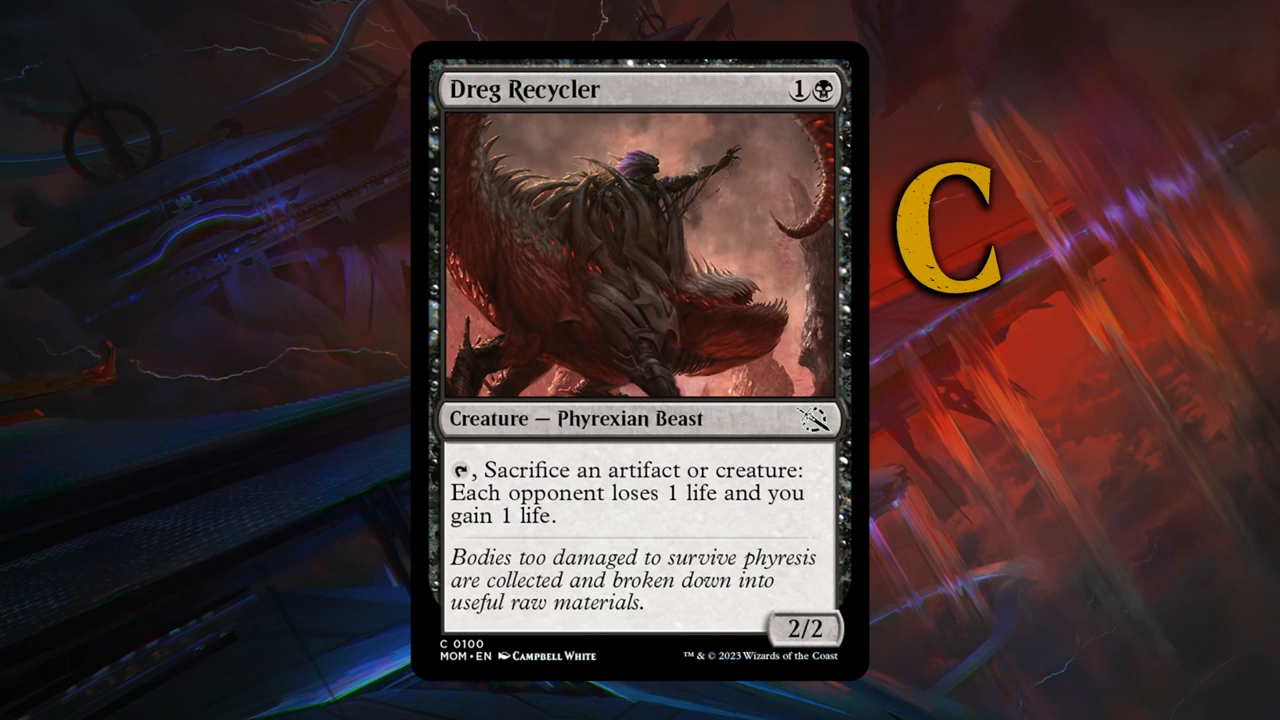 Dreg Recycler 1
C
Creature — Phyrexian Beast
, Sacrifice an artifact or creature:
Each opponent loses 1 life and you
gain 1 life.
Bodies too damaged to survive phyresis
are collected and broken down into
useful raw materials.
2/2
C 0100
MOM • EN CAMPBELL WHITE
™ & © 2023 Wizards of the Coast